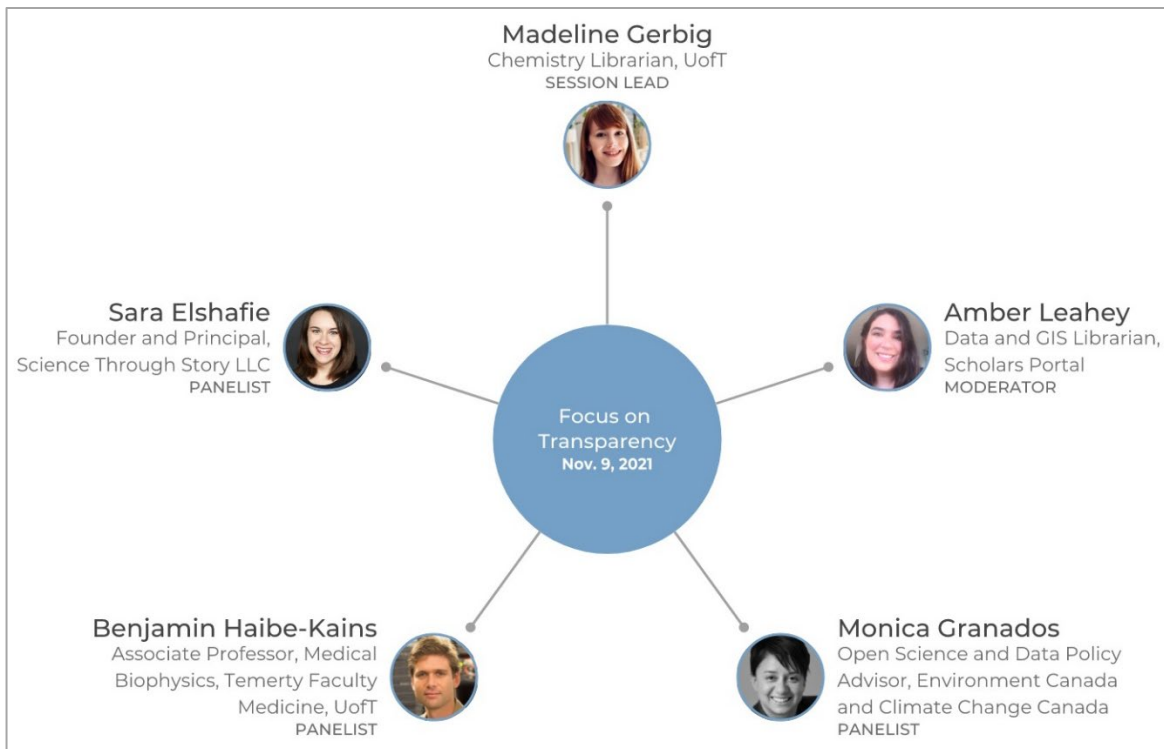 Madeline Gerbig
Chemistry Librarian, UofT
SESSION LEAD
Sara Elshafie
Founder and Principal,
Science Through Story LLC
PANELIST
Amber Leahey
Data and GIS Librarian,
Scholars Portal
MODERATOR
Focus on
Transparency
Nov. 9, 2021
Benjamin Haibe-Kains
Associate Professor, Medical
Biophysics, Temerty Faculty
Medicine, UofT
PANELIST
Monica Granados
Open Science and Data Policy
Advisor, Environment Canada
and Climate Change Canada
PANELIST